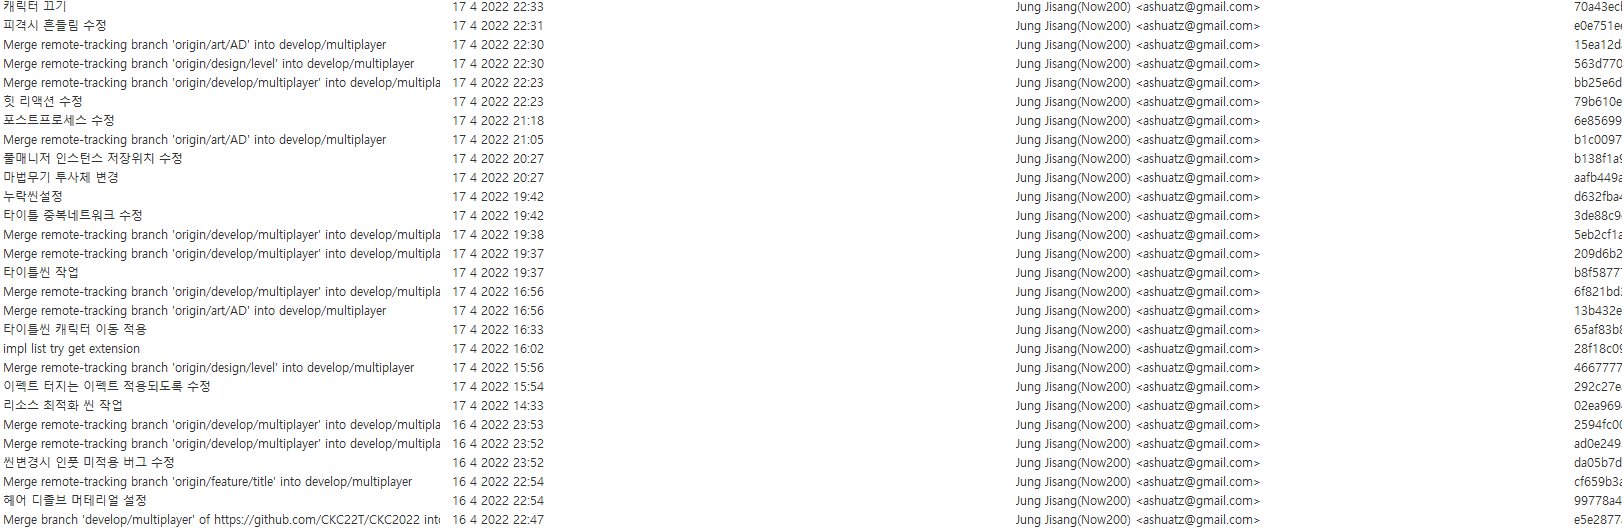 캐릭터 끄기 17 4 2022 22:33 Jung Jisang(Now200) <ashuatz@gmail.com> 70a43ecl
피격시 흔들림 수정 17 4 2022 22:31 Jung Jisang(Now200) <ashuatz@gmail.com> e0e751e
Merge remote-tracking branch 'origin/art/AD' into develop/multiplayer 17 4 2022 22:30 Jung Jisang(Now200) <ashuatz@gmail.com> 15ea12d
Merge remote-tracking branch 'origin/design/level' into develop/multiplayer 17 4 2022 22:30 Jung Jisang(Now200) <ashuatz@gmail.com> 563d770
Merge remote-tracking branch 'origin/develop/multiplayer' into develop/multipla 17 4 2022 22:23 Jung Jisang(Now200) <ashuatz@gmail.com> bb25e6d
힛 리액션 수정 17 4 2022 22:23 Jung Jisang(Now200) <ashuatz@gmail.com> 79b610e
포스트프로세스 수정 17 4 2022 21:18 Jung Jisang(Now200) <ashuatz@gmail.com> 6e85699
Merge remote-tracking branch 'origin/art/AD' into develop/multiplayer 17 4 2022 21:05 Jung Jisang(Now200) <ashuatz@gmail.com> b1c0097
풀매니저 인스턴스 저장위치 수정 17 4 2022 20:27 Jung Jisang(Now200) <ashuatz@gmail.com> b138f1a9
마법무기 투사체 변경 17 4 2022 20:27 Jung Jisang(Now200) <ashuatz@gmail.com> aafb449a
누락씬설정 17 4 2022 19:42 Jung Jisang(Now200) <ashuatz@gmail.com> d632fba4
타이틀 중복네트워크 수정 17 4 2022 19:42 Jung Jisang(Now200) <ashuatz@gmail.com> 3de88c9
Merge remote-tracking branch 'origin/develop/multiplayer' into develop/multipla 17 4 2022 19:38 Jung Jisang(Now200) <ashuatz@gmail.com> 5eb2cf1a
Merge remote-tracking branch 'origin/develop/multiplayer' into develop/multipla 17 4 2022 19:37 Jung Jisang(Now200) <ashuatz@gmail.com> 209d6b2
타이틀씬 작업 17 4 2022 19:37 Jung Jisang(Now200) <ashuatz@gmail.com> b8f5877
Merge remote-tracking branch 'origin/develop/multiplayer' into develop/multipla 17 4 2022 16:56 Jung Jisang(Now200) <ashuatz@gmail.com> 6f821bd
Merge remote-tracking branch 'origin/art/AD' into develop/multiplayer 17 4 2022 16:56 Jung Jisang(Now200) <ashuatz@gmail.com> 13b432e
타이틀씬 캐릭터 이동 적용 17 4 2022 16:33 Jung Jisang(Now200) <ashuatz@gmail.com> 65af83b8
impl list try get extension 17 4 2022 16:02 Jung Jisang(Now200) <ashuatz@gmail.com> 28f18c09
Merge remote-tracking branch 'origin/design/level' into develop/multiplayer 17 4 2022 15:56 Jung Jisang(Now200) <ashuatz@gmail.com> 4667777
이펙트 터지는 이펙트 적용되도록 수정 17 4 2022 15:54 Jung Jisang(Now200) <ashuatz@gmail.com> 292c27e
리소스 최적화 씬 작업 17 4 2022 14:33 Jung Jisang(Now200) <ashuatz@gmail.com> 02ea969
Merge remote-tracking branch 'origin/develop/multiplayer' into develop/multipla 16 4 2022 23:53 Jung Jisang(Now200) <ashuatz@gmail.com> 2594fc00
Merge remote-tracking branch 'origin/develop/multiplayer' into develop/multipla 16 4 2022 23:52 Jung Jisang(Now200) <ashuatz@gmail.com> ad0e249
씬변경시 인풋 미적용 버그 수정 16 4 2022 23:52 Jung Jisang(Now200) <ashuatz@gmail.com> da05b7d
Merge remote-tracking branch 'origin/feature/title' into develop/multiplayer 16 4 2022 22:54 Jung Jisang(Now200) <ashuatz@gmail.com> cf659b3a
헤어 디졸브 머테리얼 설정 16 4 2022 22:54 Jung Jisang(Now200) <ashuatz@gmail.com> 99778a4
Merge branch 'develop/multiplayer' of https://github.com/CKC22T/CKC2022 into 16 4 2022 22:47 Jung Jisang(Now200) <ashuatz@gmail.com> e5e2877